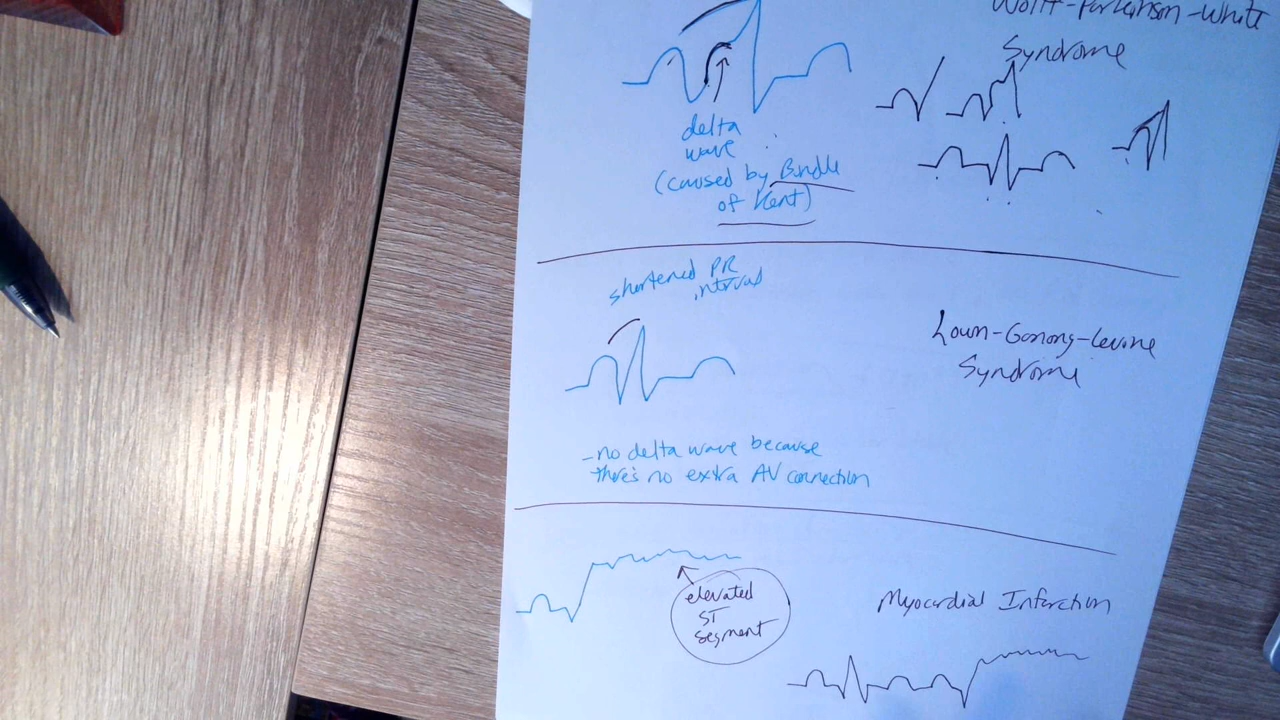 Wolff-Parkinson-White
Syndrome
delta
wave
(caused by Bundle
of Kent)
shortened PR
interval
Lown-Ganong-Levine
Syndrome
-no delta wave because
there's no extra AV connection
elevated
ST
segment
Myocardial Infarction